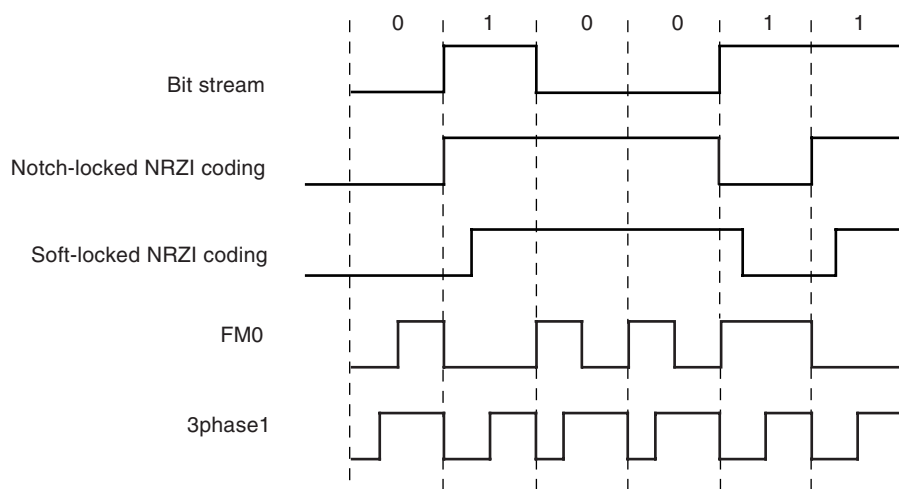 0 1 0 0 1 1
Bit stream
Notch-locked NRZI coding
Soft-locked NRZI coding
FM0
3phase1